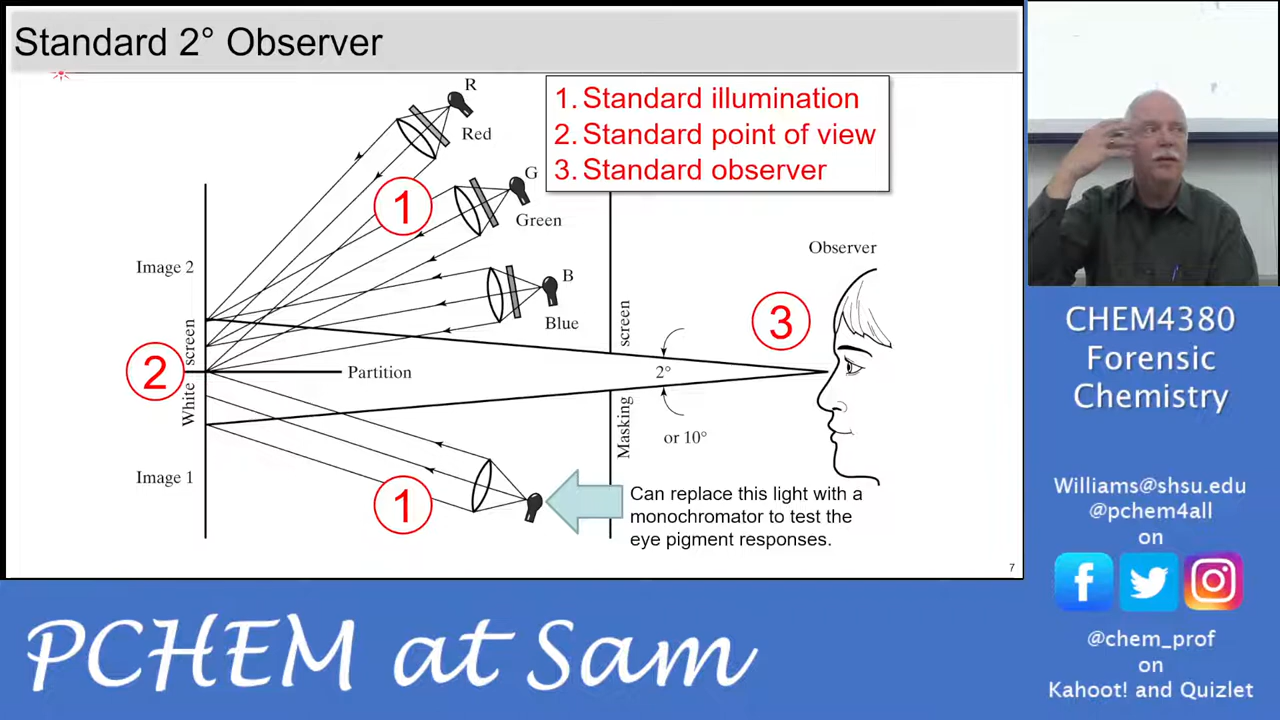 Standard 2° Observer
1. Standard illumination
2. Standard point of view
3. Standard observer
R
Red
G
Green
B
Blue
1
Image 2
White screen
2
Partition
Image 1
1
Masking screen
2°
or 10°
3
Observer
Can replace this light with a
monochromator to test the
eye pigment responses.
7
CHEM4380
Forensic
Chemistry
Williams@shsu.edu
@pchem4all
on
@chem_prof
on
Kahoot! and Quizlet
PCHEM at Sam